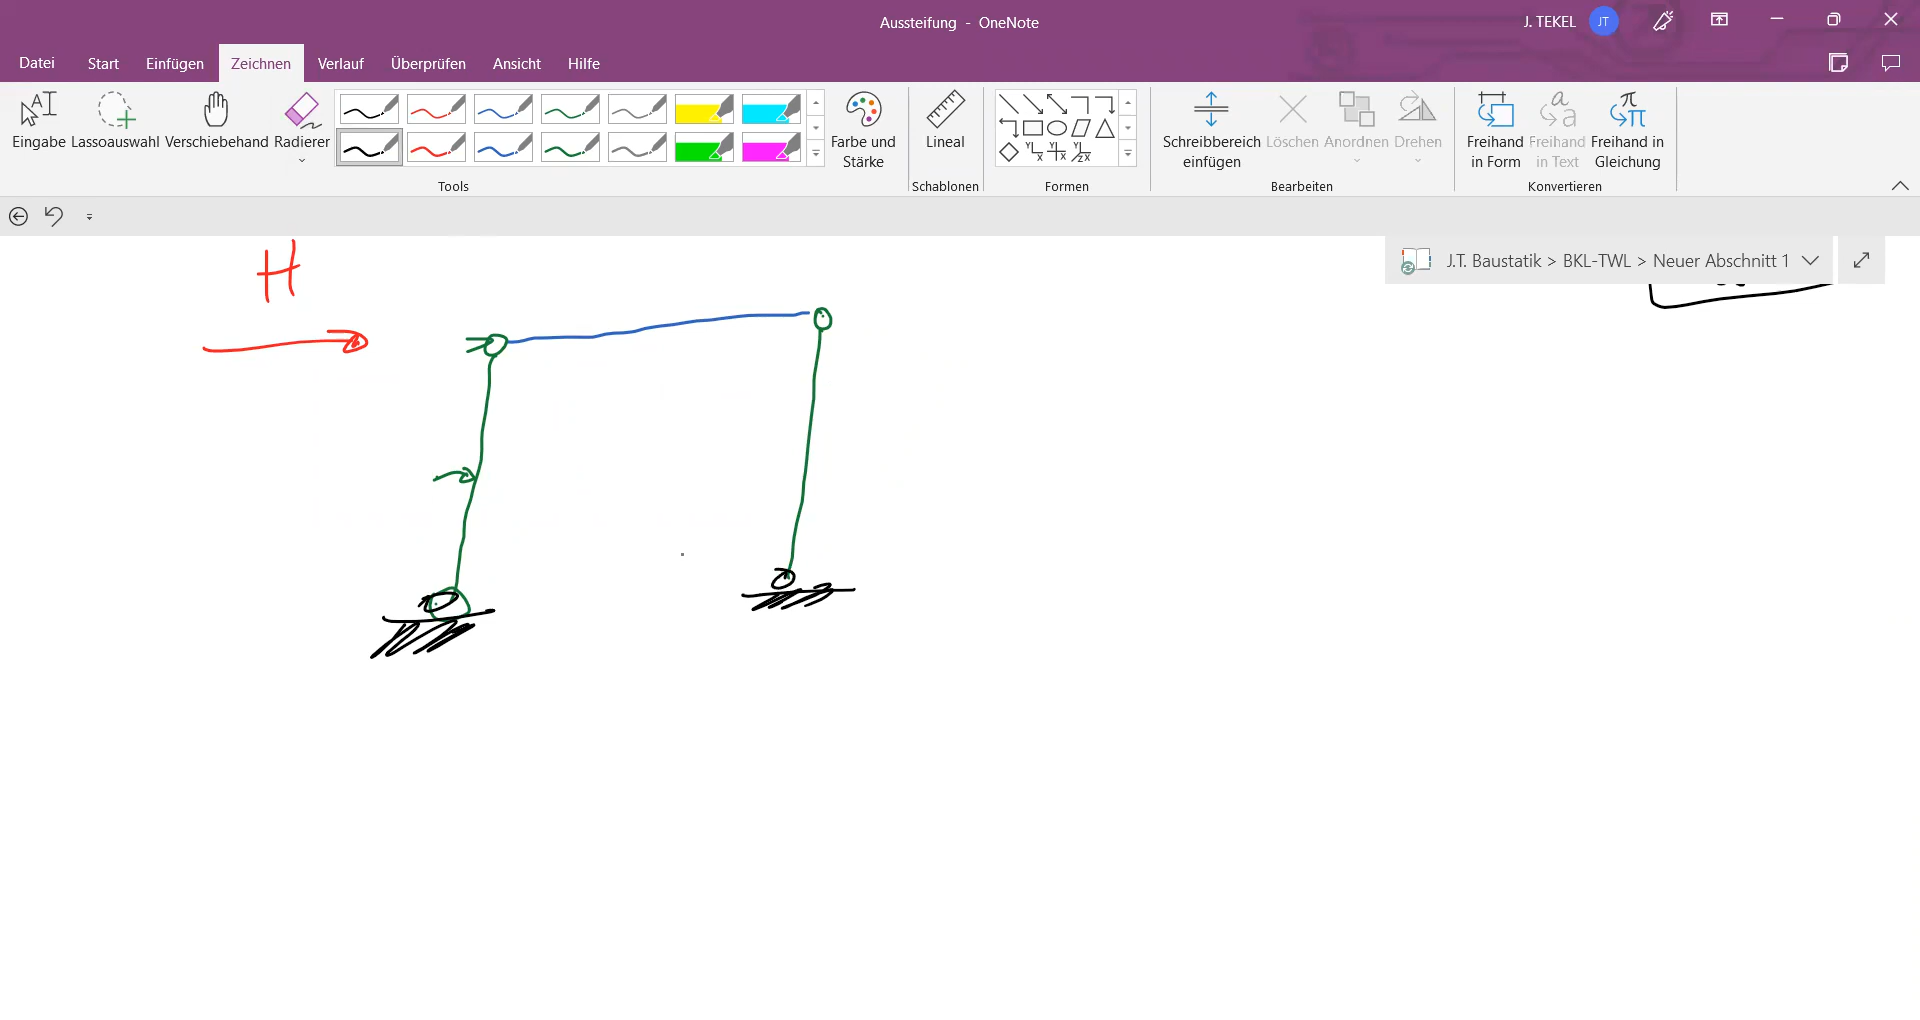 Aussteifung - OneNote
J. TEKEL
JT
Datei
Start
Einfügen
Zeichnen
Verlauf
Überprüfen
Ansicht
Hilfe
Eingabe
Lassoauswahl
Verschiebehand
Radierer
Farbe und
Stärke
Lineal
Schreibbereich
einfügen
Löschen
Anordnen
Drehen
Freihand
in Form
Freihand
in Text
Freihand in
Gleichung
Tools
Schablonen
Formen
Bearbeiten
Konvertieren
H
J.T. Baustatik > BKL-TWL > Neuer Abschnitt 1